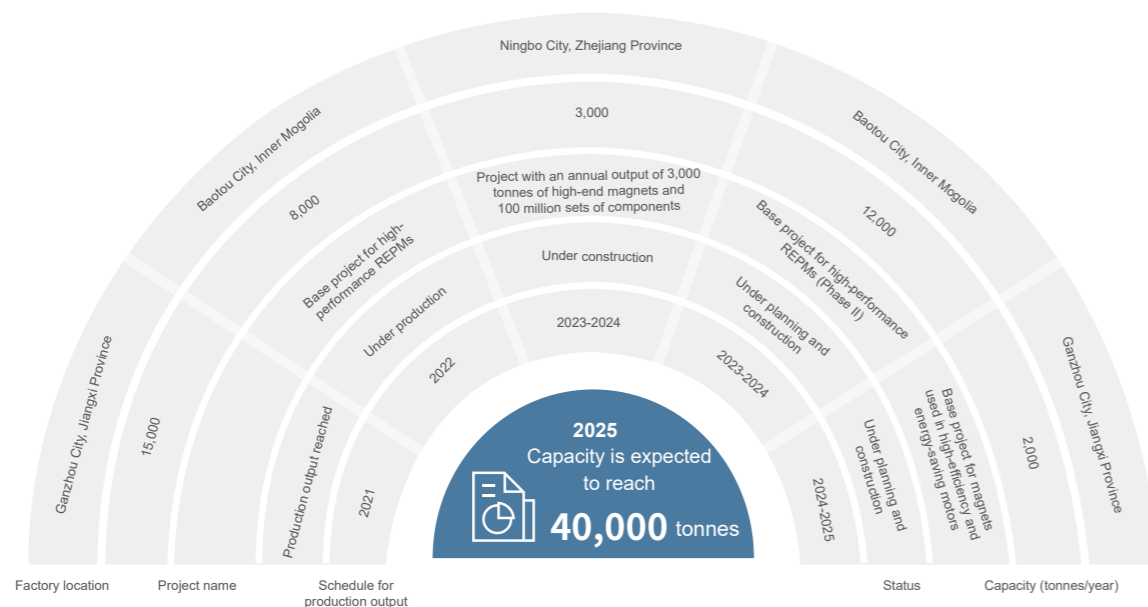 Ganzhou City, Jiangxi Province
15,000
Production output reached
2021
Baotou City, Inner Mogolia
8,000
Base project for high-
performance REPMs
Under production
2022
Ningbo City, Zhejiang Province
3,000
Project with an annual output of 3,000
tonnes of high-end magnets and
100 million sets of components
Under construction
2023-2024
Baotou City, Inner Mogolia
12,000
Base project for high-performance
REPMs (Phase II)
Under planning and
construction
2023-2024
Ganzhou City, Jiangxi Province
2,000
Base project for magnets
used in high-efficiency and
energy-saving motors
Under planning and
construction
2024-2025
2025
Capacity is expected
to reach
40,000 tonnes
Factory location
Project name
Schedule for
production output
Status
Capacity (tonnes/year)